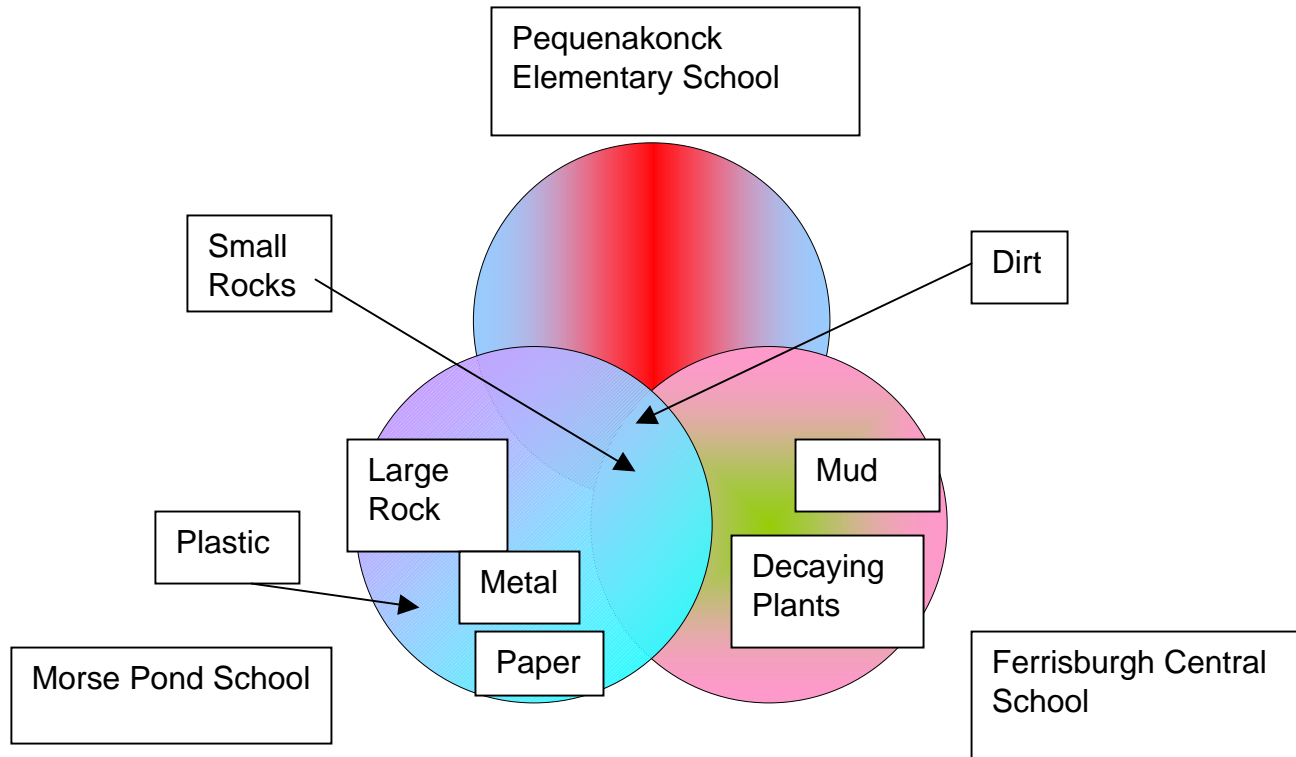 Pequenakonck
Elementary School
Small
Rocks
Dirt
Large
Rock
Mud
Plastic
Metal
Decaying
Plants
Paper
Morse Pond School
Ferrisburgh Central
School